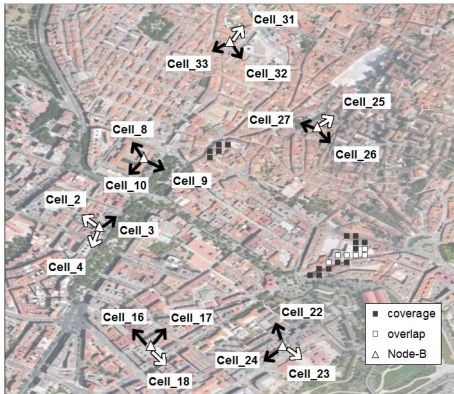 Cell_31
Cell_33
Cell_32
Cell_25
Cell_27
Cell_8
Cell_26
Cell_10
Cell_9
Cell_2
Cell_3
Cell_4
Cell_16
Cell_17
Cell_22
Cell_24
Cell_23
Cell_18
coverage
overlap
Node-B